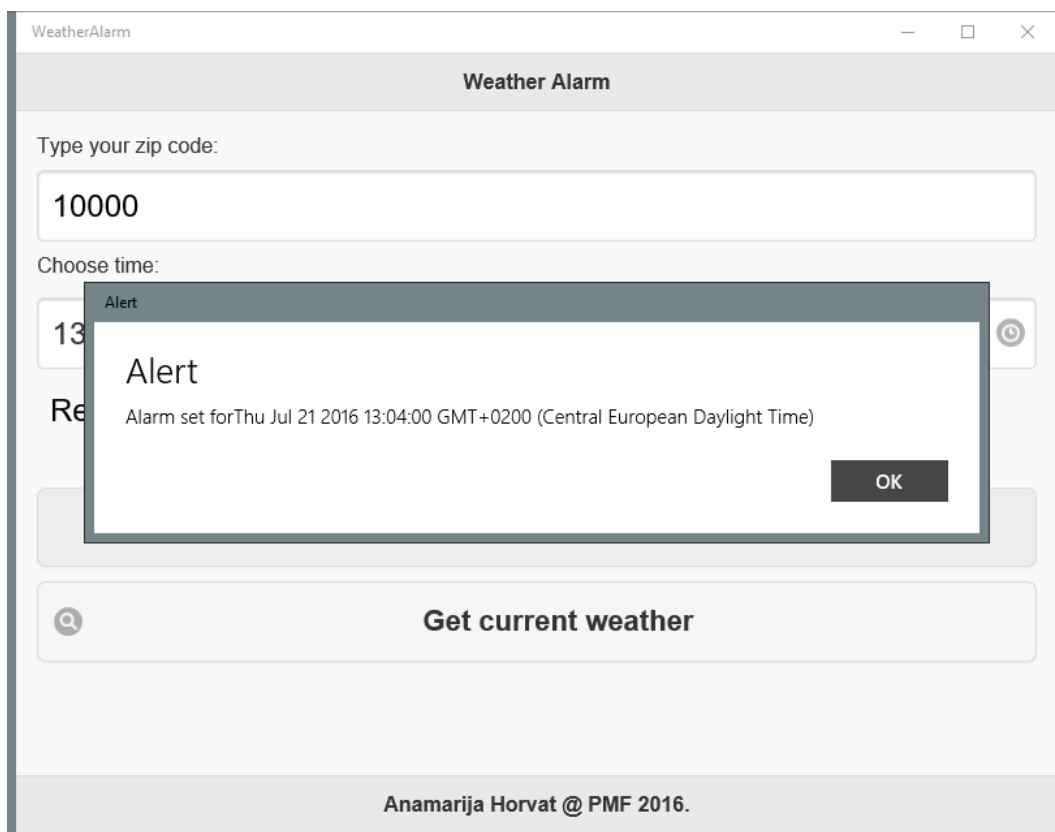 WeatherAlarm
Weather Alarm
Type your zip code:
10000
Choose time:
13
Re
Alert
Alert
Alarm set forThu Jul 21 2016 13:04:00 GMT+0200 (Central European Daylight Time)
OK
Get current weather
Anamarija Horvat @ PMF 2016.